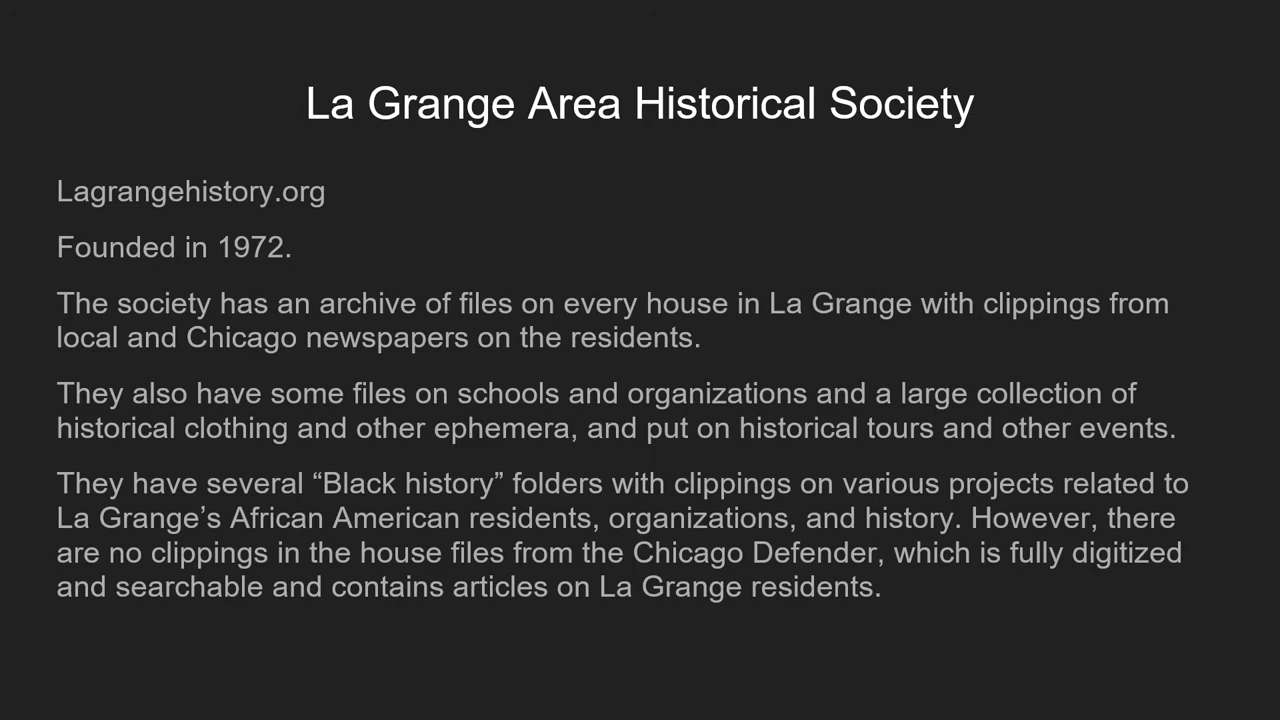 La Grange Area Historical Society
Lagrangehistory.org
Founded in 1972.
The society has an archive of files on every house in La Grange with clippings from
local and Chicago newspapers on the residents.
They also have some files on schools and organizations and a large collection of
historical clothing and other ephemera, and put on historical tours and other events.
They have several “Black history” folders with clippings on various projects related to
La Grange’s African American residents, organizations, and history. However, there
are no clippings in the house files from the Chicago Defender, which is fully digitized
and searchable and contains articles on La Grange residents.